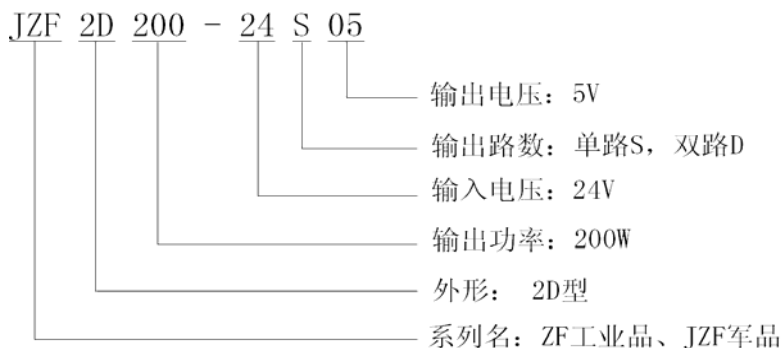 JZF 2D 200 - 24 S 05
输出电压：5V
输出路数：单路S，双路D
输入电压：24V
输出功率：200W
外形： 2D型
系列名：ZF工业品、JZF军品